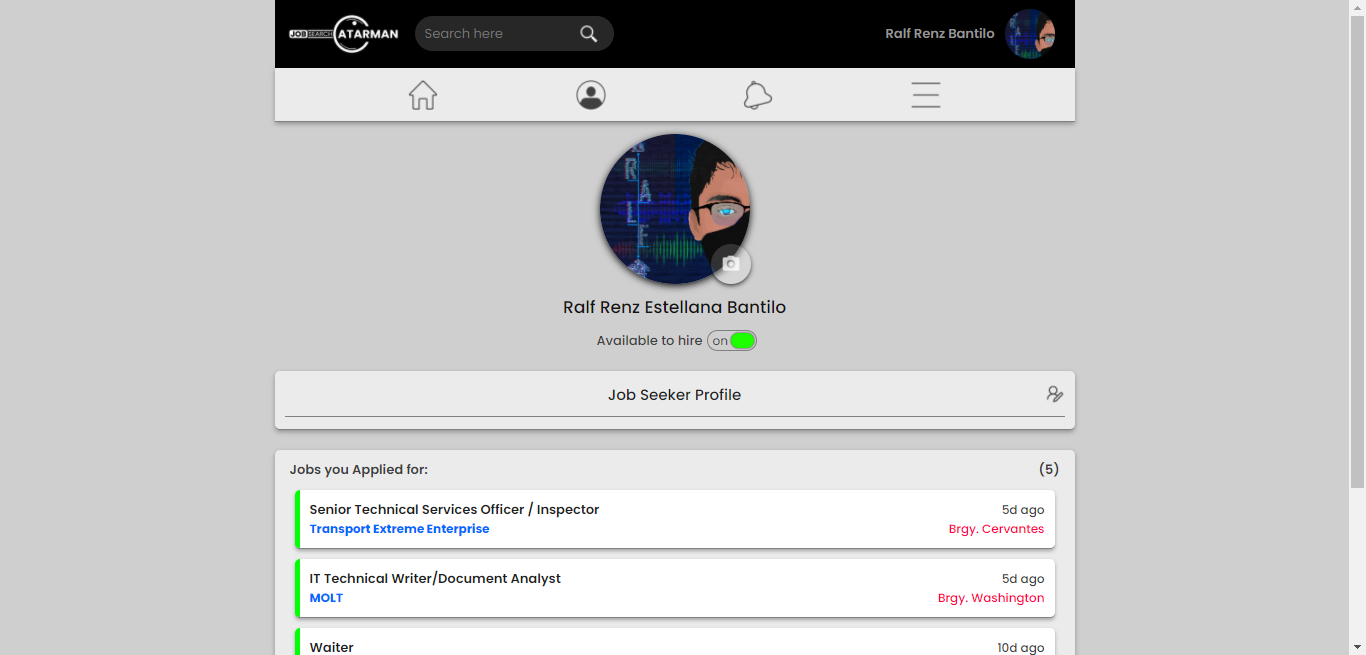 JOB SEARCH CATARMAN
Search here
Ralf Renz Bantilo
RALF
Ralf Renz Estellana Bantilo
Available to hire on
Job Seeker Profile
Jobs you Applied for: (5)
Senior Technical Services Officer / Inspector 5d ago
Transport Extreme Enterprise Brgy. Cervantes
IT Technical Writer/Document Analyst 5d ago
MOLT Brgy. Washington
Waiter 10d ago